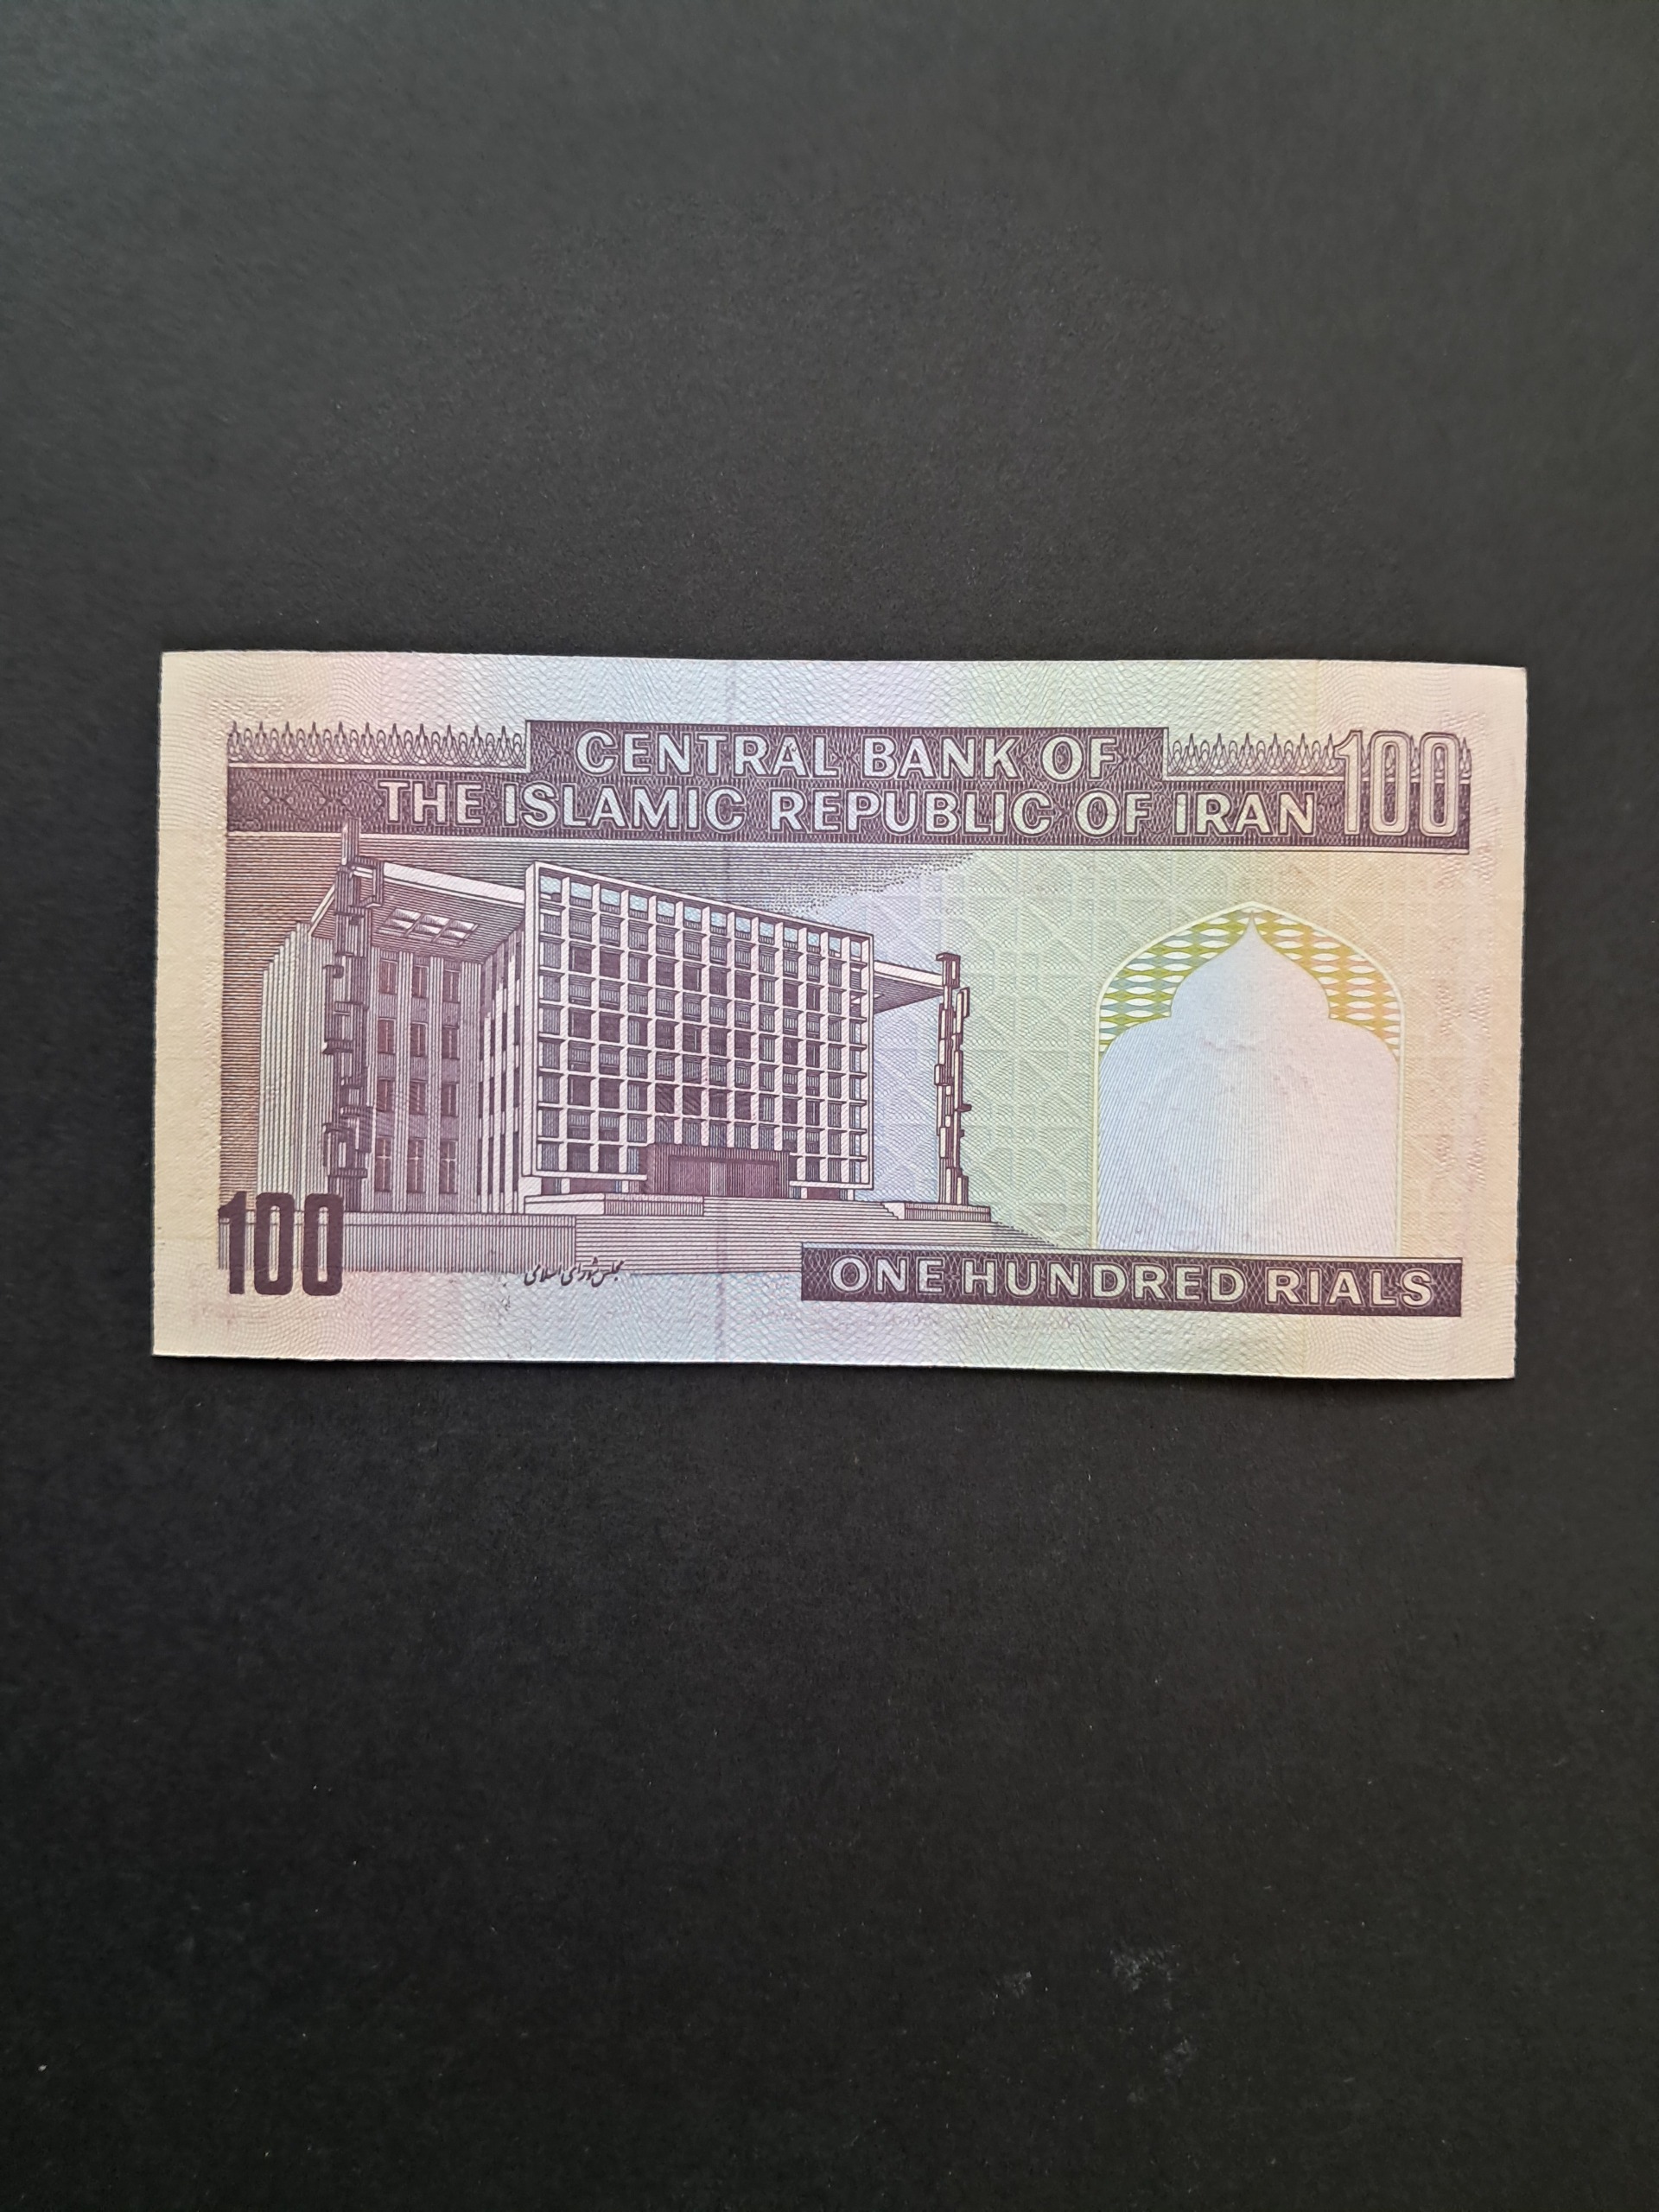 CENTRAL BANK OF
THE ISLAMIC REPUBLIC OF IRAN 100
100
مجلس شورای اسلامی
ONE HUNDRED RIALS